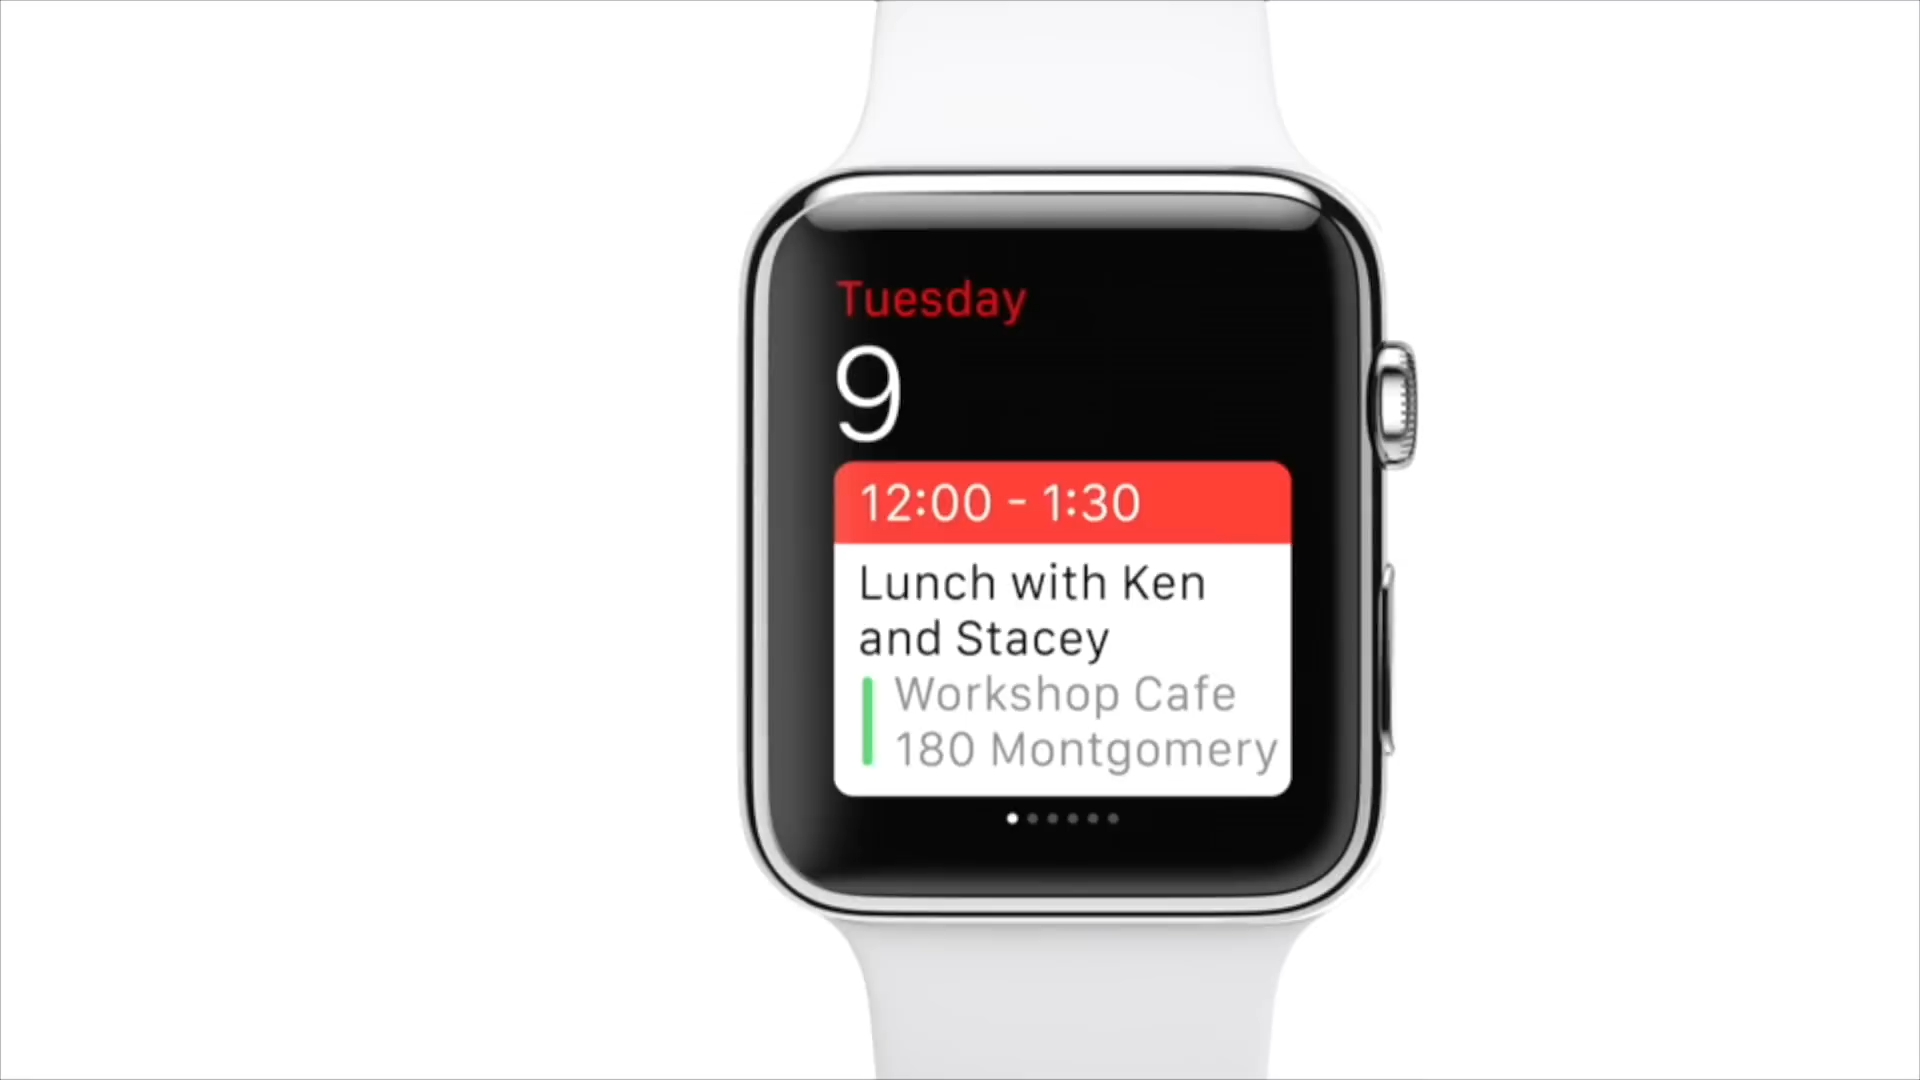 Tuesday
9
12:00 - 1:30
Lunch with Ken
and Stacey
Workshop Cafe
180 Montgomery